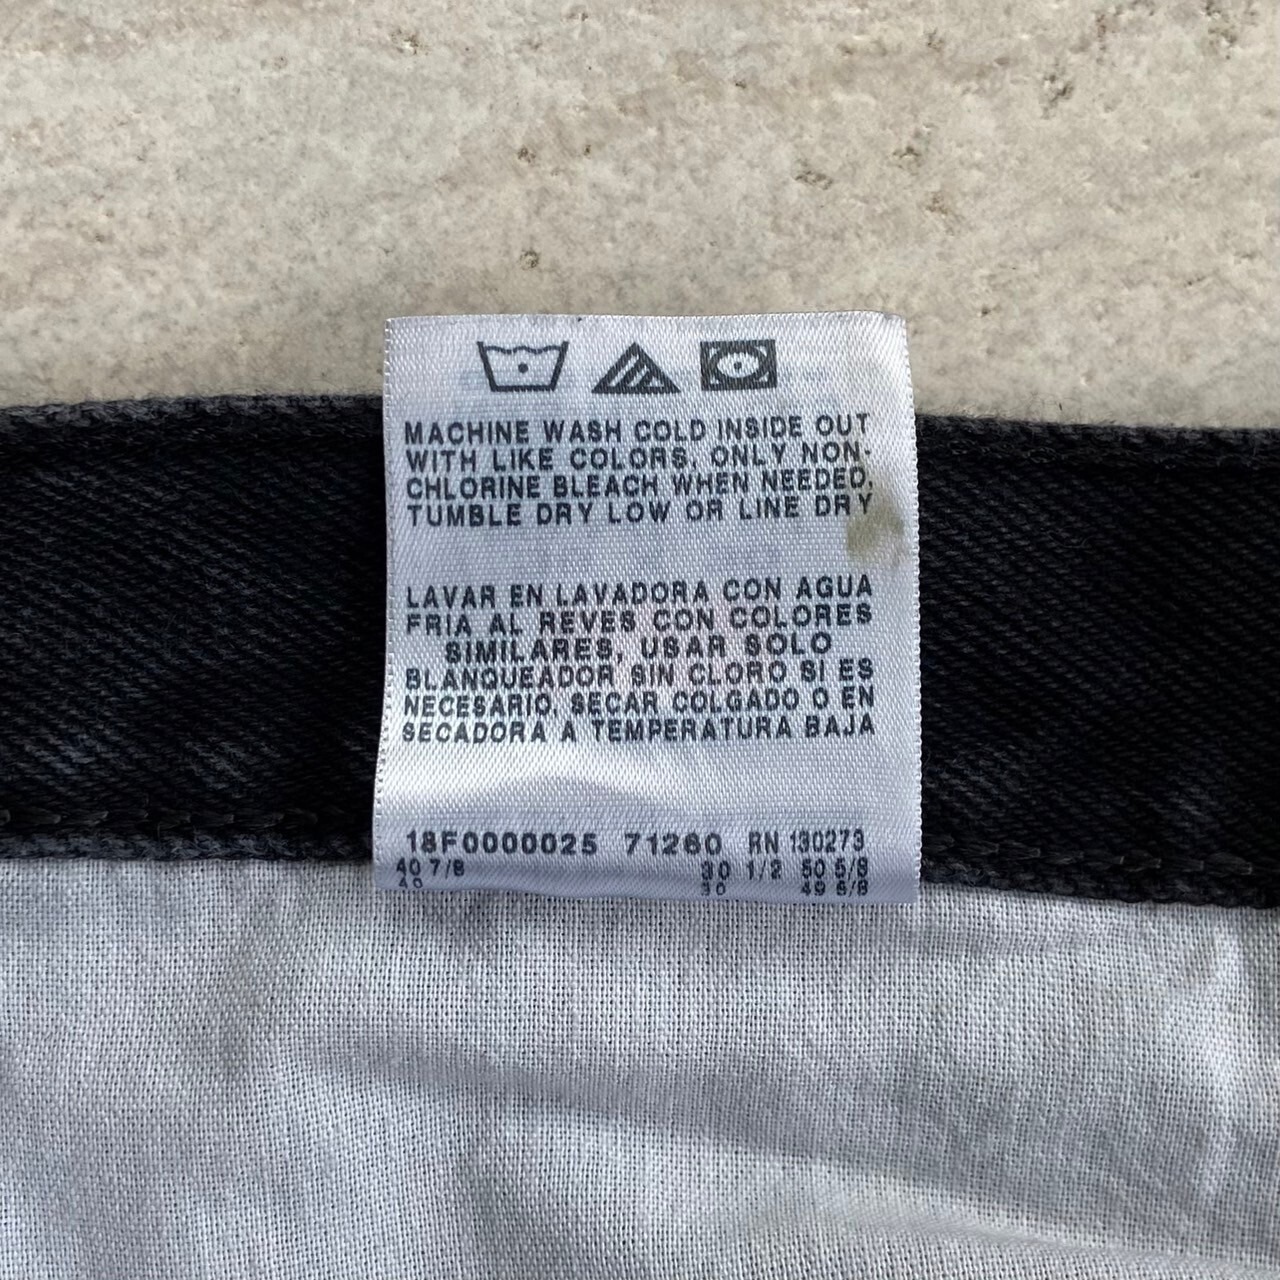 MACHINE WASH COLD INSIDE OUT
WITH LIKE COLORS, ONLY NON-
CHLORINE BLEACH WHEN NEEDED,
TUMBLE DRY LOW OR LINE DRY
LAVAR EN LAVADORA CON AGUA
FRIA AL REVES CON COLORES
SIMILARES, USAR SOLO
BLANQUEADOR SIN CLORO SI ES
NECESARIO, SECAR COLGADO O EN
SECADORA A TEMPERATURA BAJA
18F0000025 71260 RN 130273
40 7/8 30 1/2 50 5/8
40 30 49